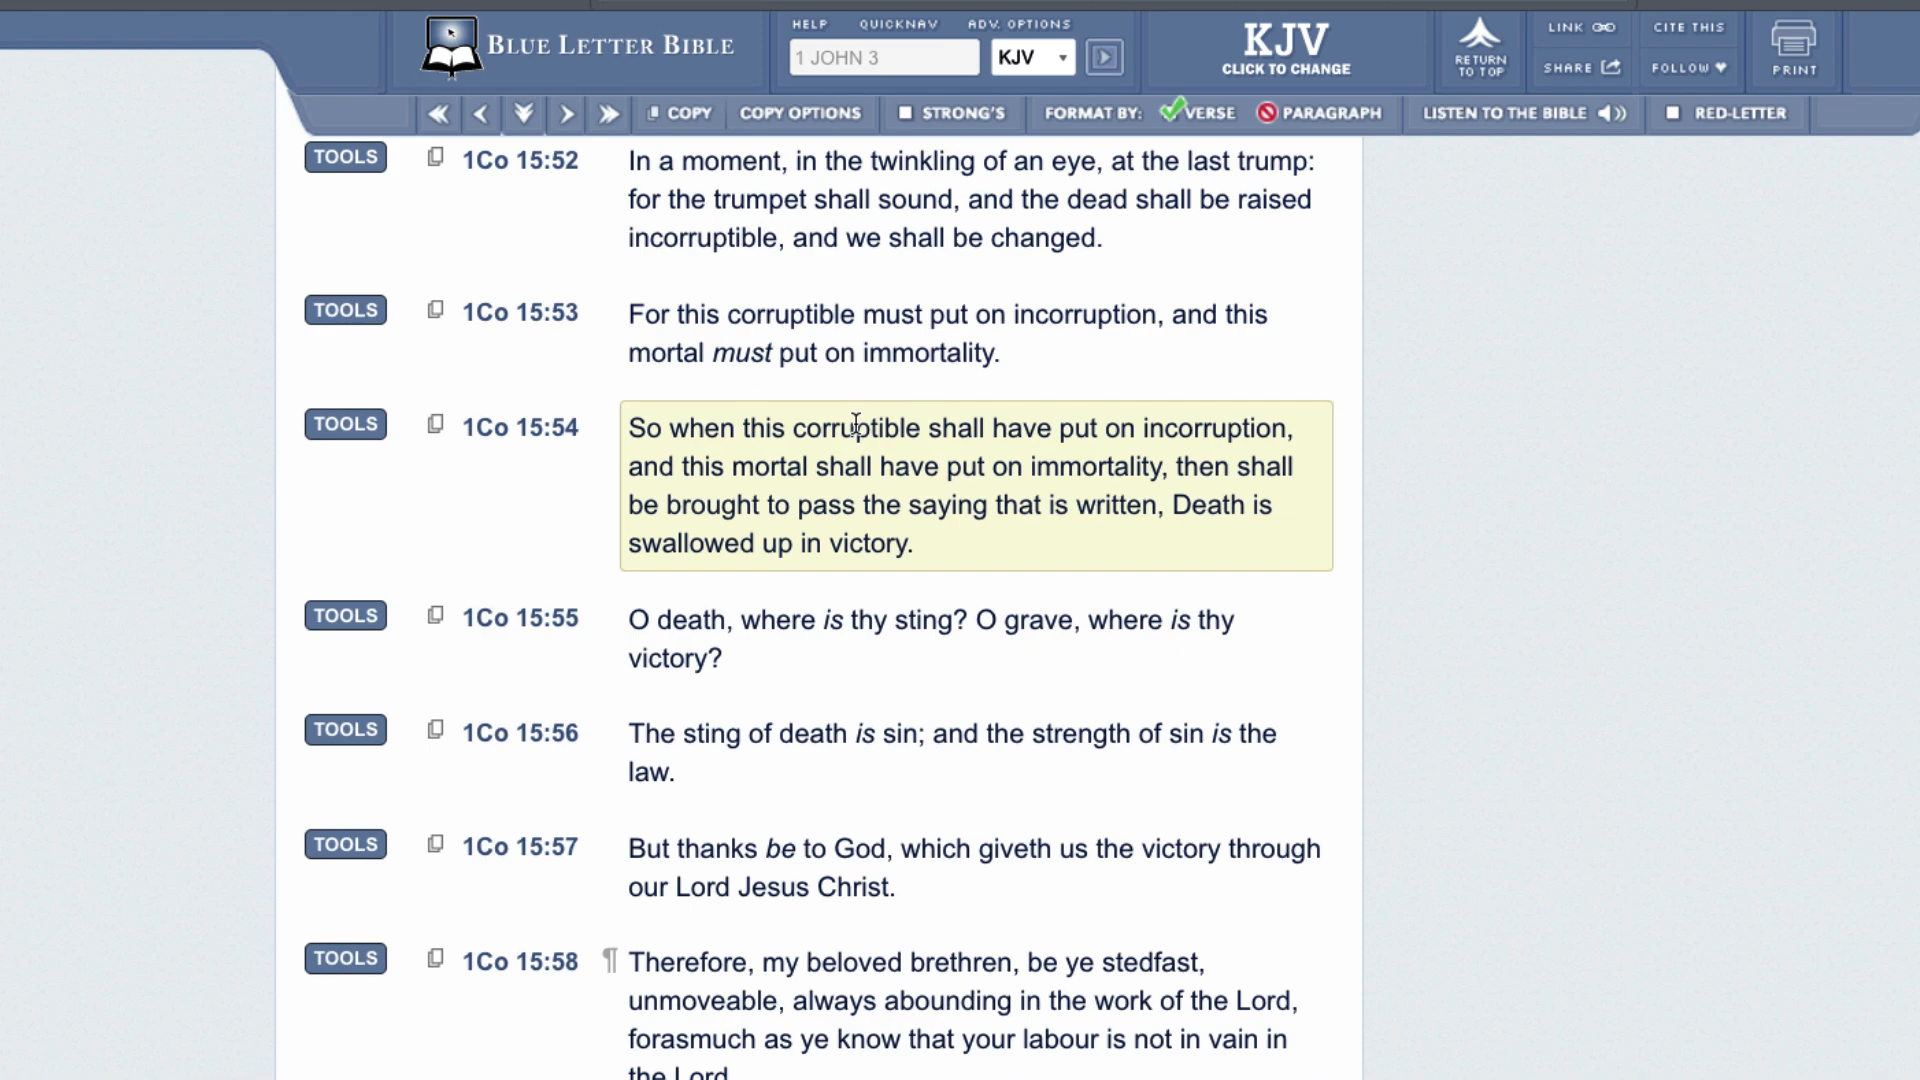 HELP QUICKNAV ADV. OPTIONS
BLUE LETTER BIBLE
1 JOHN 3 KJV
KJV
CLICK TO CHANGE
RETURN
TO TOP
LINK
SHARE
CITE THIS
FOLLOW
PRINT
COPY COPY OPTIONS STRONG'S FORMAT BY: VERSE PARAGRAPH LISTEN TO THE BIBLE RED-LETTER
TOOLS 1Co 15:52 In a moment, in the twinkling of an eye, at the last trump:
for the trumpet shall sound, and the dead shall be raised
incorruptible, and we shall be changed.
TOOLS 1Co 15:53 For this corruptible must put on incorruption, and this
mortal must put on immortality.
TOOLS 1Co 15:54 So when this corruptible shall have put on incorruption,
and this mortal shall have put on immortality, then shall
be brought to pass the saying that is written, Death is
swallowed up in victory.
TOOLS 1Co 15:55 O death, where is thy sting? O grave, where is thy
victory?
TOOLS 1Co 15:56 The sting of death is sin; and the strength of sin is the
law.
TOOLS 1Co 15:57 But thanks be to God, which giveth us the victory through
our Lord Jesus Christ.
TOOLS 1Co 15:58 ¶ Therefore, my beloved brethren, be ye stedfast,
unmoveable, always abounding in the work of the Lord,
forasmuch as ye know that your labour is not in vain in
the Lord